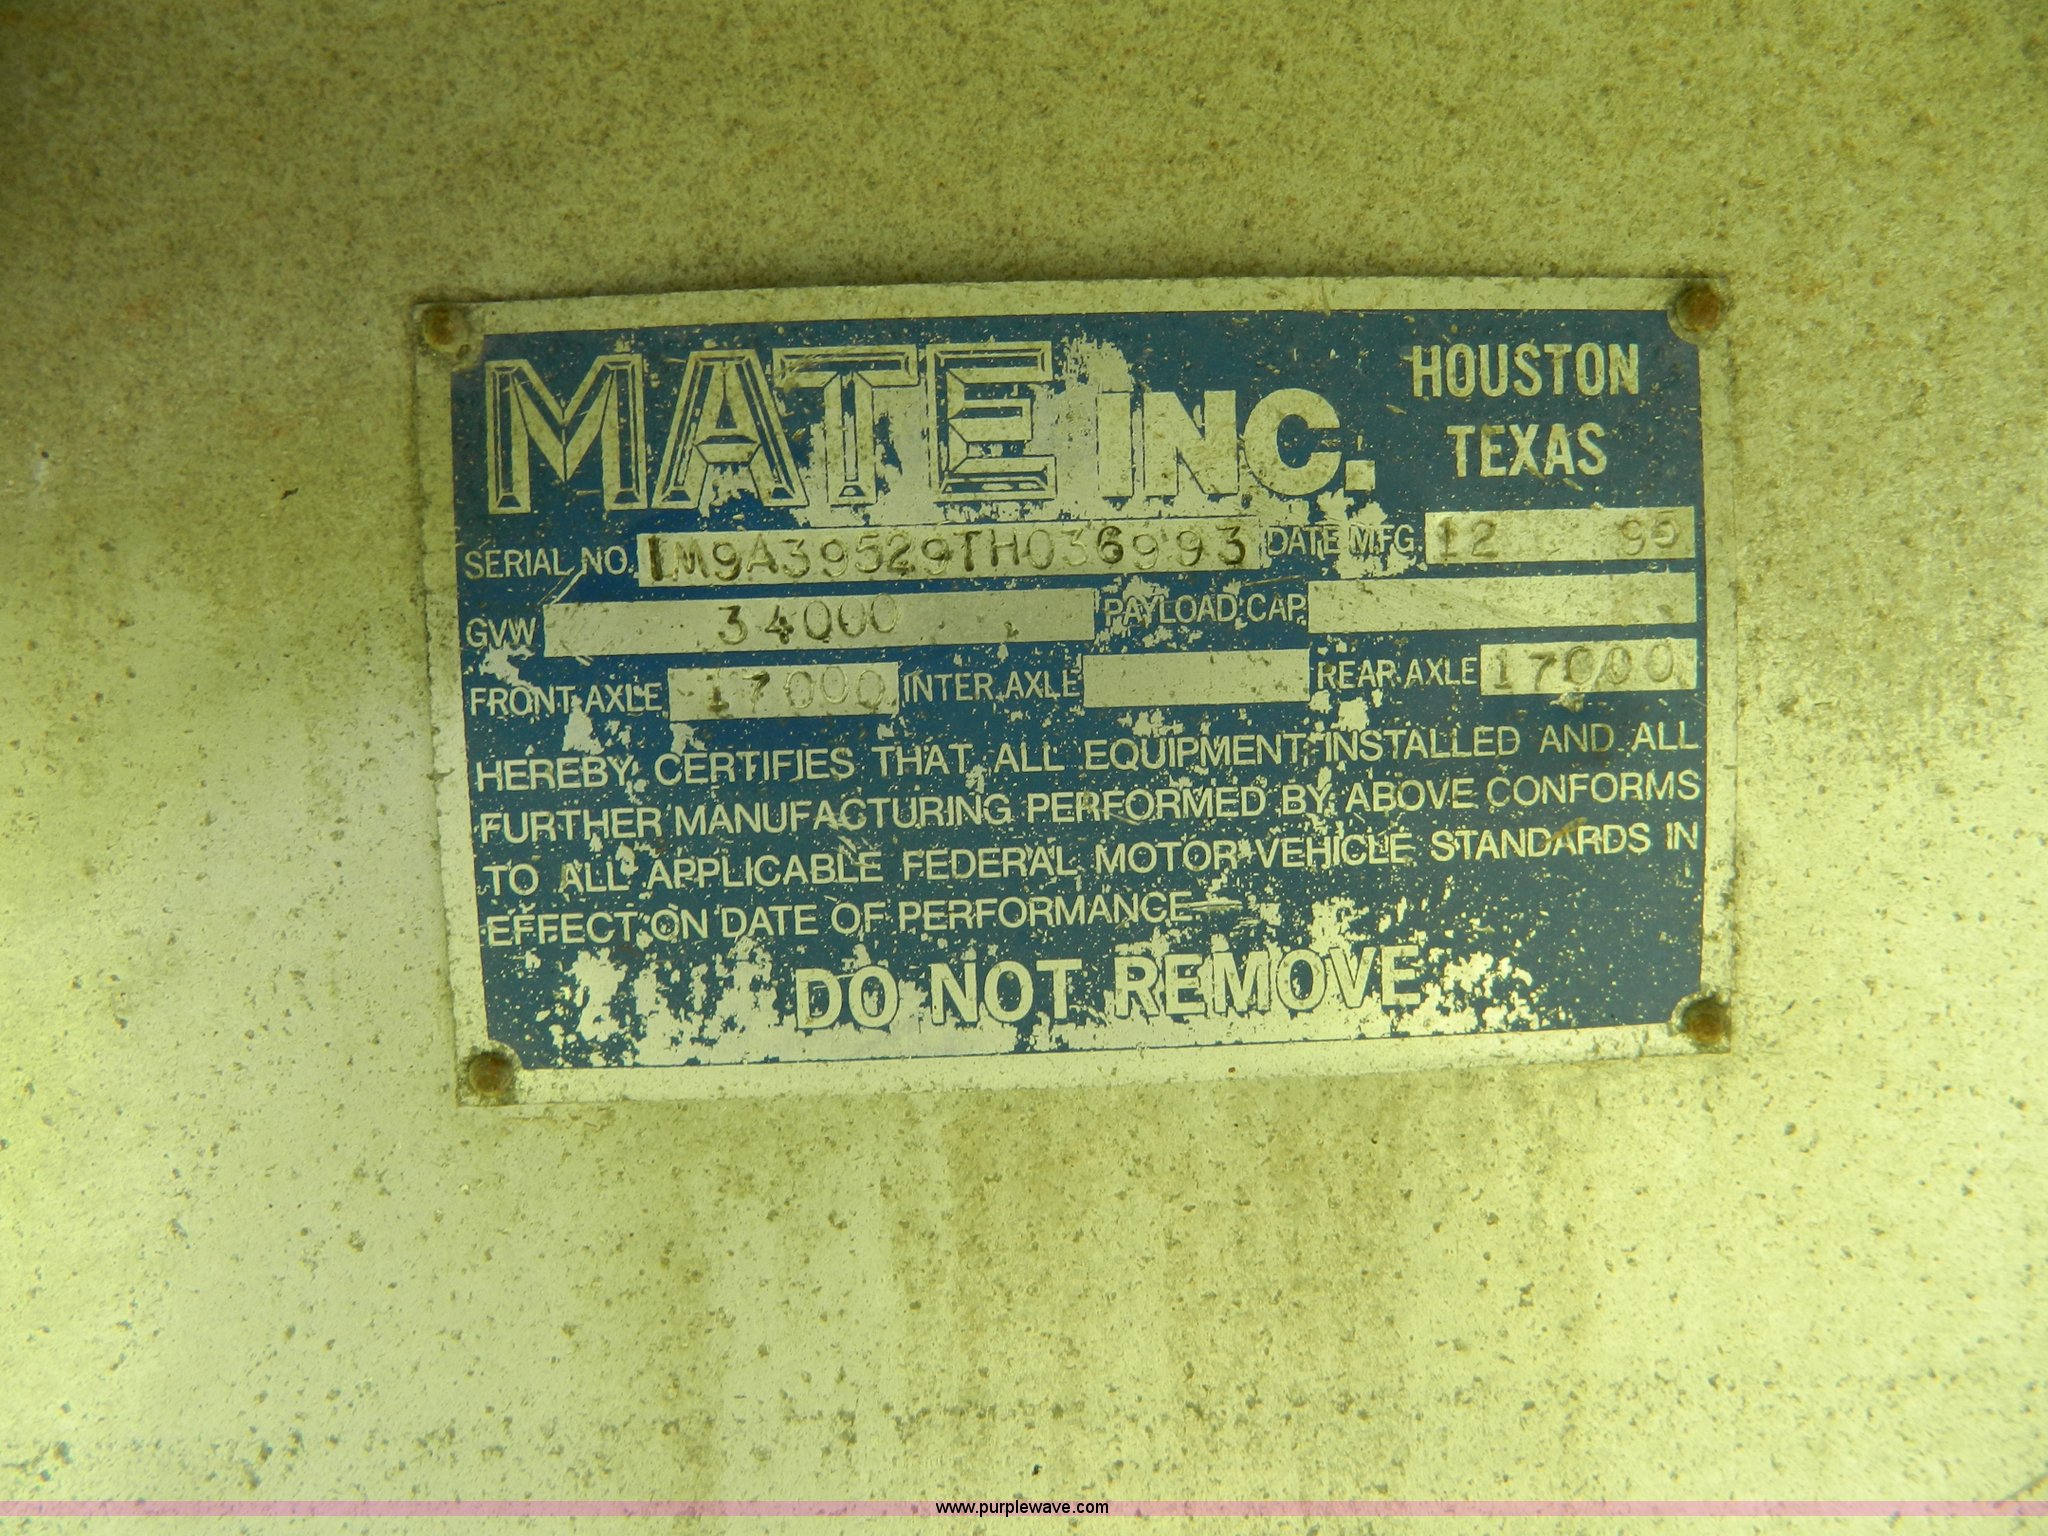 MATE INC. HOUSTON TEXAS
SERIAL NO. 1M9A39529TH036993 DATE MFG. 12 95
GVW 34000 PAYLOAD CAP.
FRONT AXLE 17000 INTER AXLE REAR AXLE 17000
HEREBY CERTIFIES THAT ALL EQUIPMENT INSTALLED AND ALL
FURTHER MANUFACTURING PERFORMED BY ABOVE CONFORMS
TO ALL APPLICABLE FEDERAL MOTOR VEHICLE STANDARDS IN
EFFECT ON DATE OF PERFORMANCE.
DO NOT REMOVE
www.purplewave.com